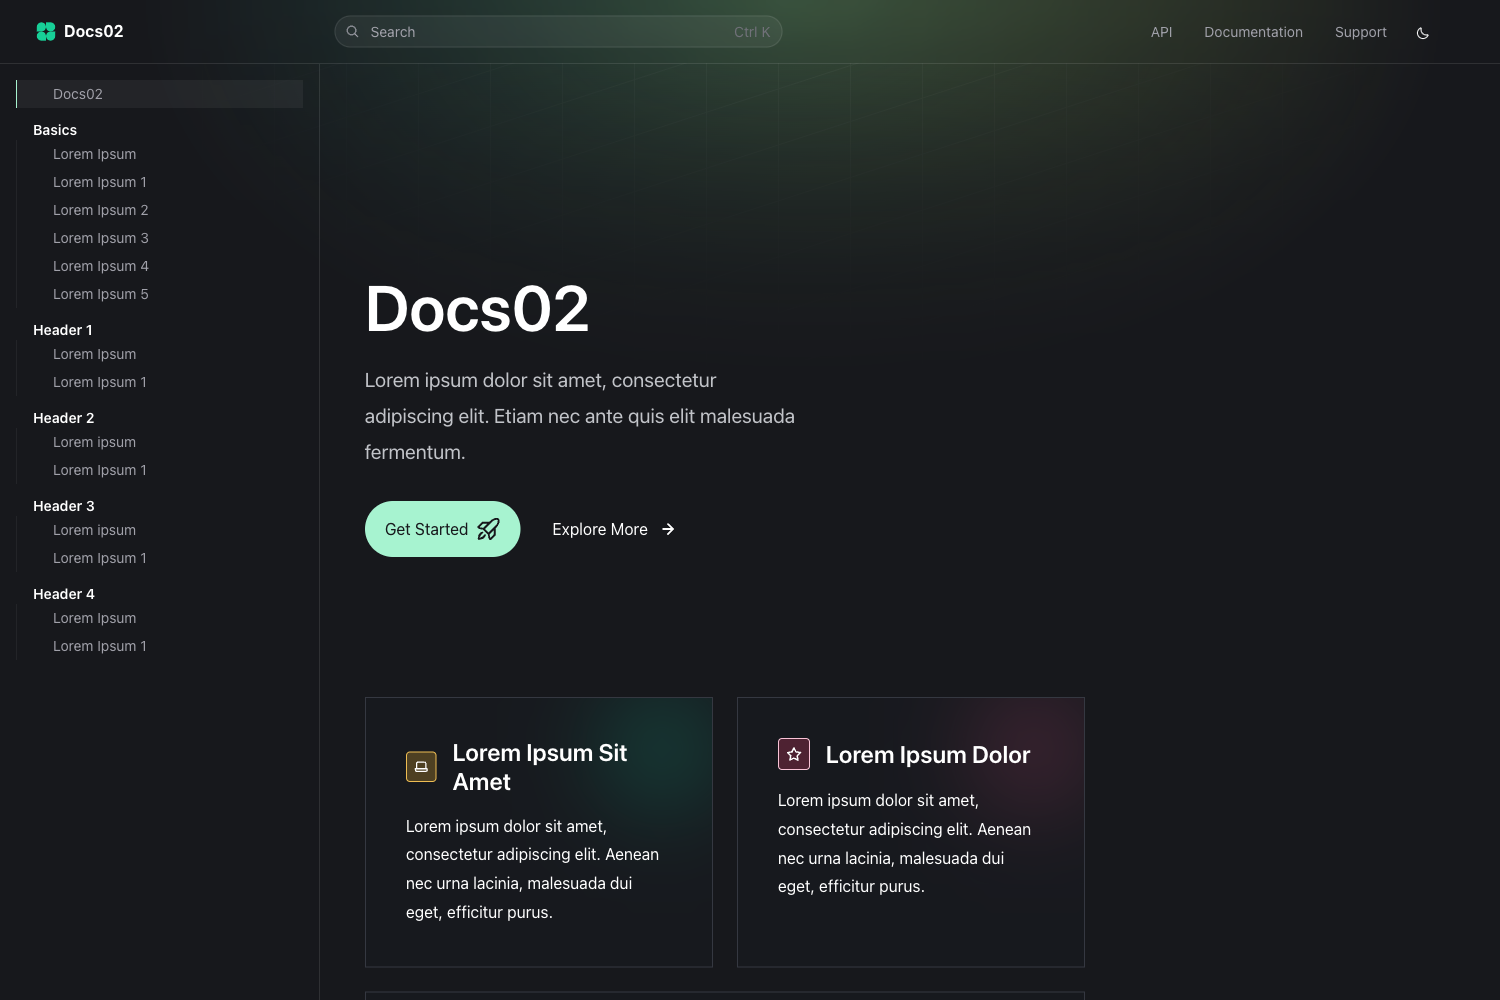 Docs02
Search
Ctrl K
API
Documentation
Support
Docs02
Basics
Lorem Ipsum
Lorem Ipsum 1
Lorem Ipsum 2
Lorem Ipsum 3
Lorem Ipsum 4
Lorem Ipsum 5
Header 1
Lorem Ipsum
Lorem Ipsum 1
Header 2
Lorem ipsum
Lorem Ipsum 1
Header 3
Lorem ipsum
Lorem Ipsum 1
Header 4
Lorem Ipsum
Lorem Ipsum 1
Docs02
Lorem ipsum dolor sit amet, consectetur
adipiscing elit. Etiam nec ante quis elit malesuada
fermentum.
Get Started
Explore More
Lorem Ipsum Sit
Amet
Lorem ipsum dolor sit amet,
consectetur adipiscing elit. Aenean
nec urna lacinia, malesuada dui
eget, efficitur purus.
Lorem Ipsum Dolor
Lorem ipsum dolor sit amet,
consectetur adipiscing elit. Aenean
nec urna lacinia, malesuada dui
eget, efficitur purus.